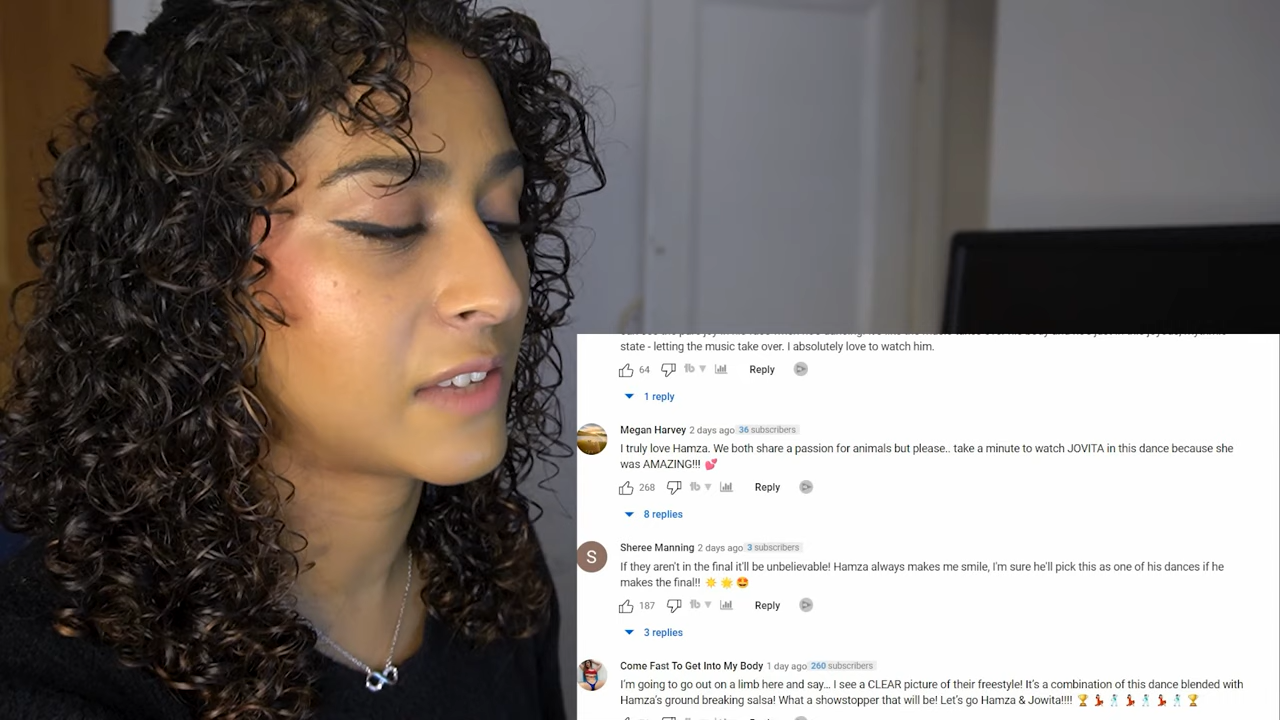 state - letting the music take over. I absolutely love to watch him.
64 Reply
1 reply
Megan Harvey 2 days ago 36 subscribers
I truly love Hamza. We both share a passion for animals but please.. take a minute to watch JOVITA in this dance because she
was AMAZING!!! 💕
268 Reply
8 replies
S
Sheree Manning 2 days ago 3 subscribers
If they aren't in the final it'll be unbelievable! Hamza always makes me smile, I'm sure he'll pick this as one of his dances if he
makes the final!! ☀️ 🌟 🤩
187 Reply
3 replies
Come Fast To Get Into My Body 1 day ago 260 subscribers
I'm going to go out on a limb here and say... I see a CLEAR picture of their freestyle! It's a combination of this dance blended with
Hamza's ground breaking salsa! What a showstopper that will be! Let's go Hamza & Jowita!!!! 🏆 💃 🕺 💃 🕺 💃 🕺 🏆